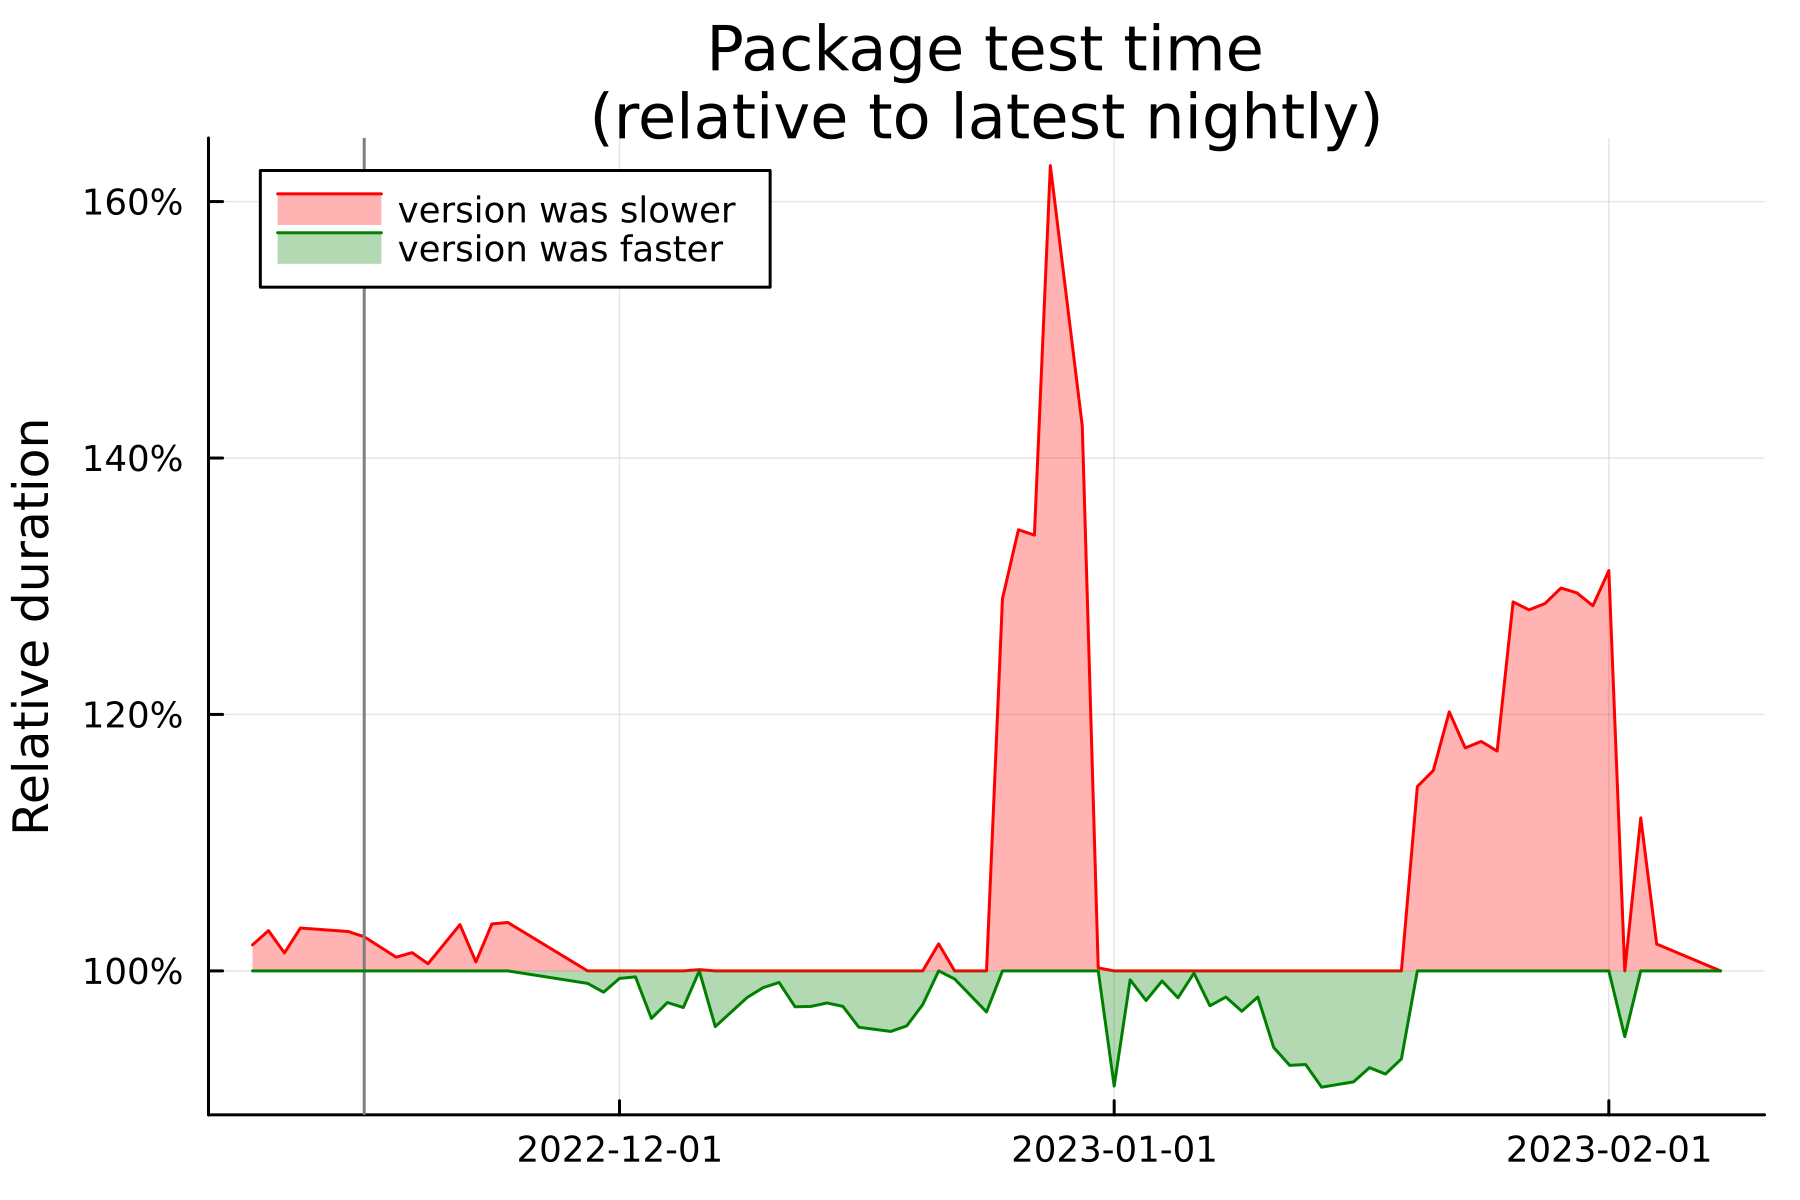 Package test time
(relative to latest nightly)
version was slower
version was faster
Relative duration
160%
140%
120%
100%
2022-12-01
2023-01-01
2023-02-01